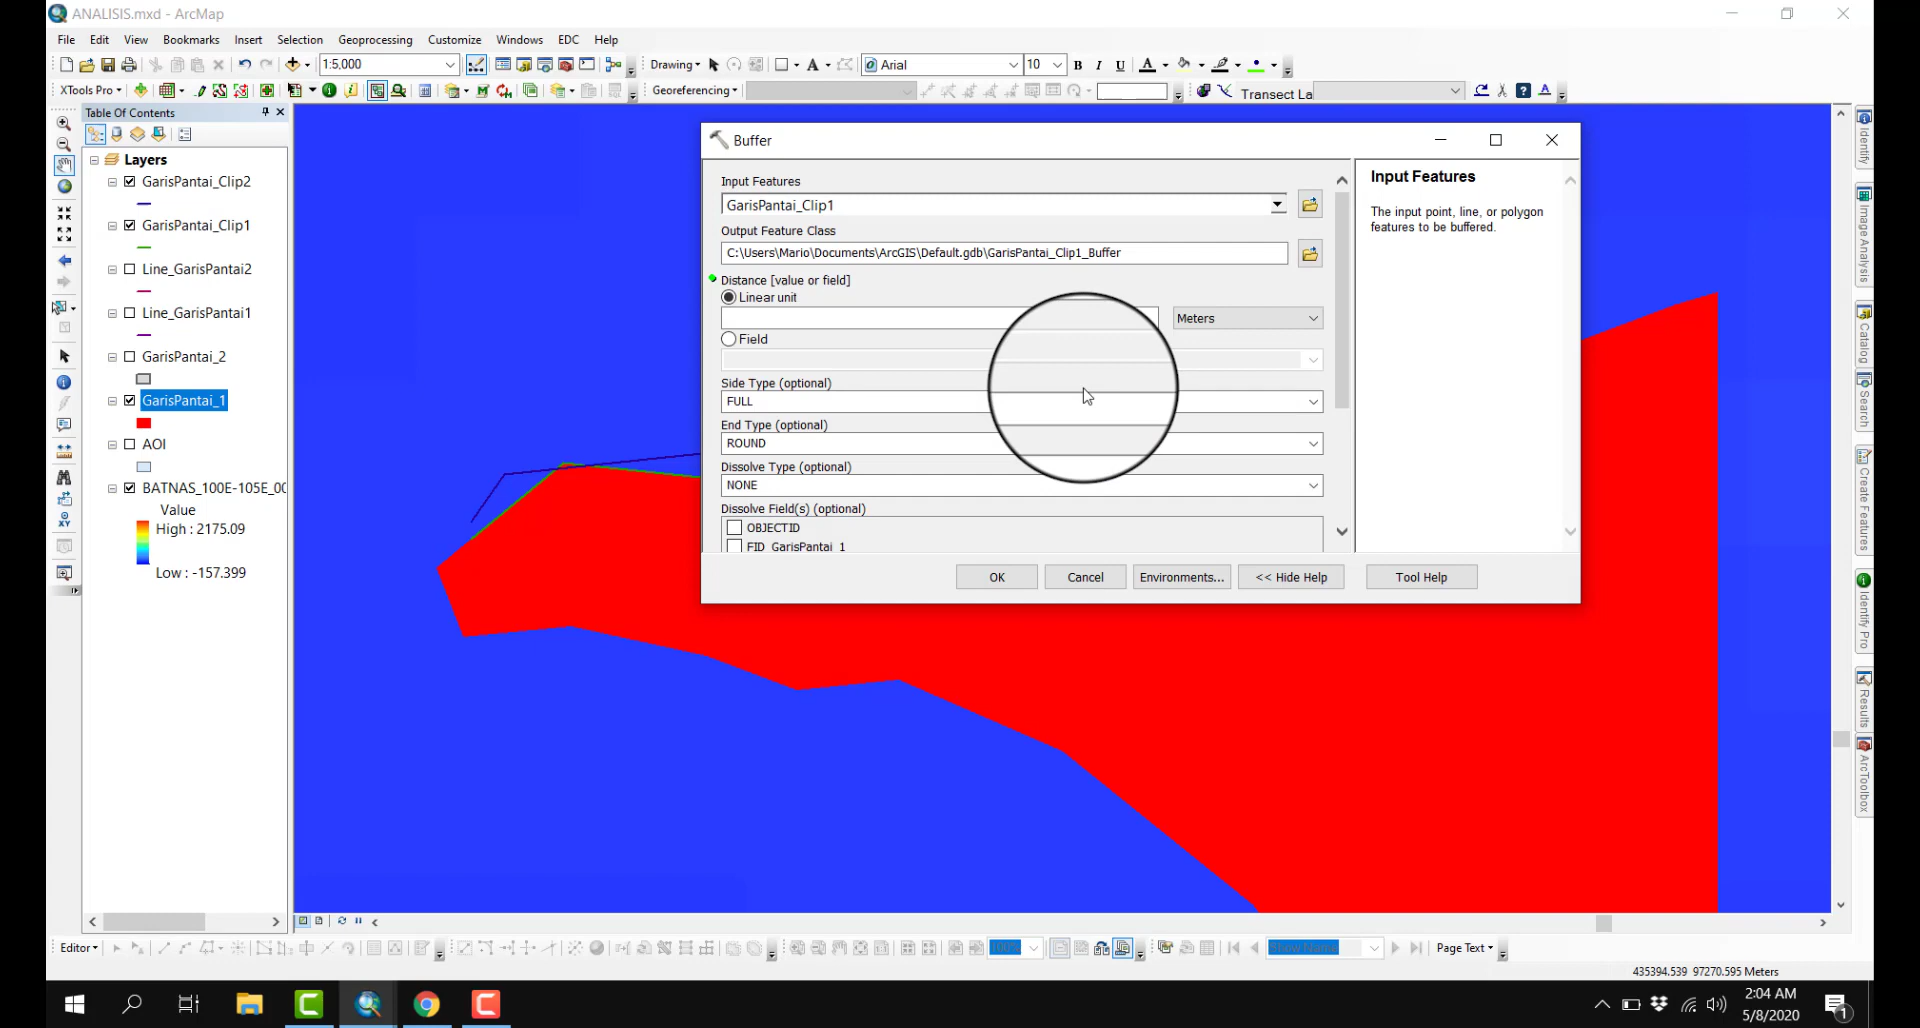 ANALISIS.mxd - ArcMap
File Edit View Bookmarks Insert Selection Geoprocessing Customize Windows EDC Help
1:5,000 Drawing A Arial 10 B I U A
XTools Pro Georeferencing Transect La
Table Of Contents
Layers
GarisPantai_Clip2
GarisPantai_Clip1
Line_GarisPantai2
Line_GarisPantai1
GarisPantai_2
GarisPantai_1
AOI
BATNAS_100E-105E_00
Value
High : 2175.09
Low : -157.399
Buffer
Input Features
GarisPantai_Clip1
Output Feature Class
C:\Users\Mario\Documents\ArcGIS\Default.gdb\GarisPantai_Clip1_Buffer
Distance [value or field]
Linear unit
Meters
Field
Side Type (optional)
FULL
End Type (optional)
ROUND
Dissolve Type (optional)
NONE
Dissolve Field(s) (optional)
OBJECTID
FID_GarisPantai_1
OK Cancel Environments... << Hide Help Tool Help
Input Features
The input point, line, or polygon
features to be buffered.
Identify
Image Analysis
Catalog
Search
Create Features
Identify Pro
Results
ArcToolbox
Editor 100% Show Name Page Text
435394.539 97270.595 Meters
2:04 AM
5/8/2020
1